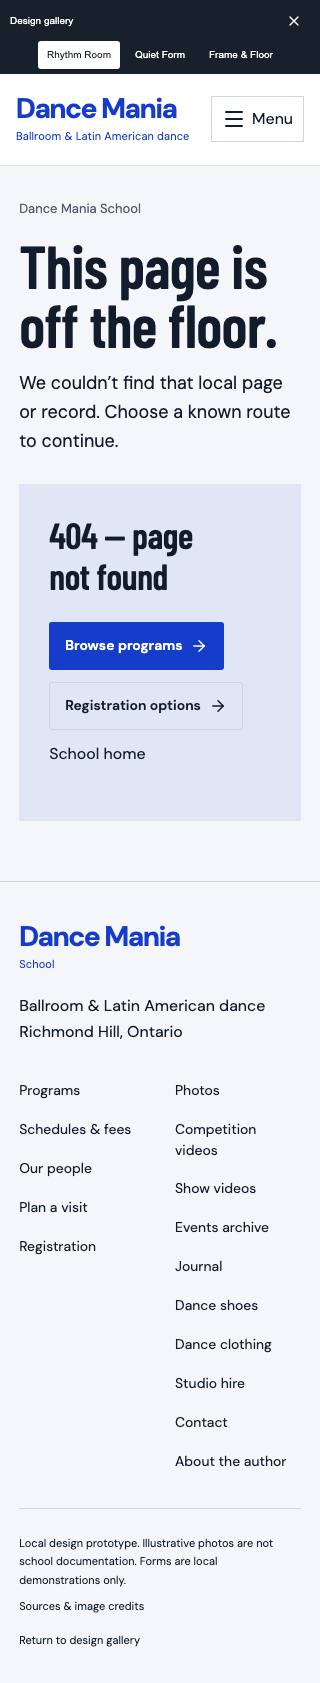 Design gallery
Rhythm Room Quiet Form Frame & Floor
Dance Mania
Ballroom & Latin American dance
Menu
Dance Mania School
This page is
off the floor.
We couldn’t find that local page
or record. Choose a known route
to continue.
404 — page
not found
Browse programs →
Registration options →
School home
Dance Mania
School
Ballroom & Latin American dance
Richmond Hill, Ontario
Programs
Schedules & fees
Our people
Plan a visit
Registration
Photos
Competition
videos
Show videos
Events archive
Journal
Dance shoes
Dance clothing
Studio hire
Contact
About the author
Local design prototype. Illustrative photos are not
school documentation. Forms are local
demonstrations only.
Sources & image credits
Return to design gallery